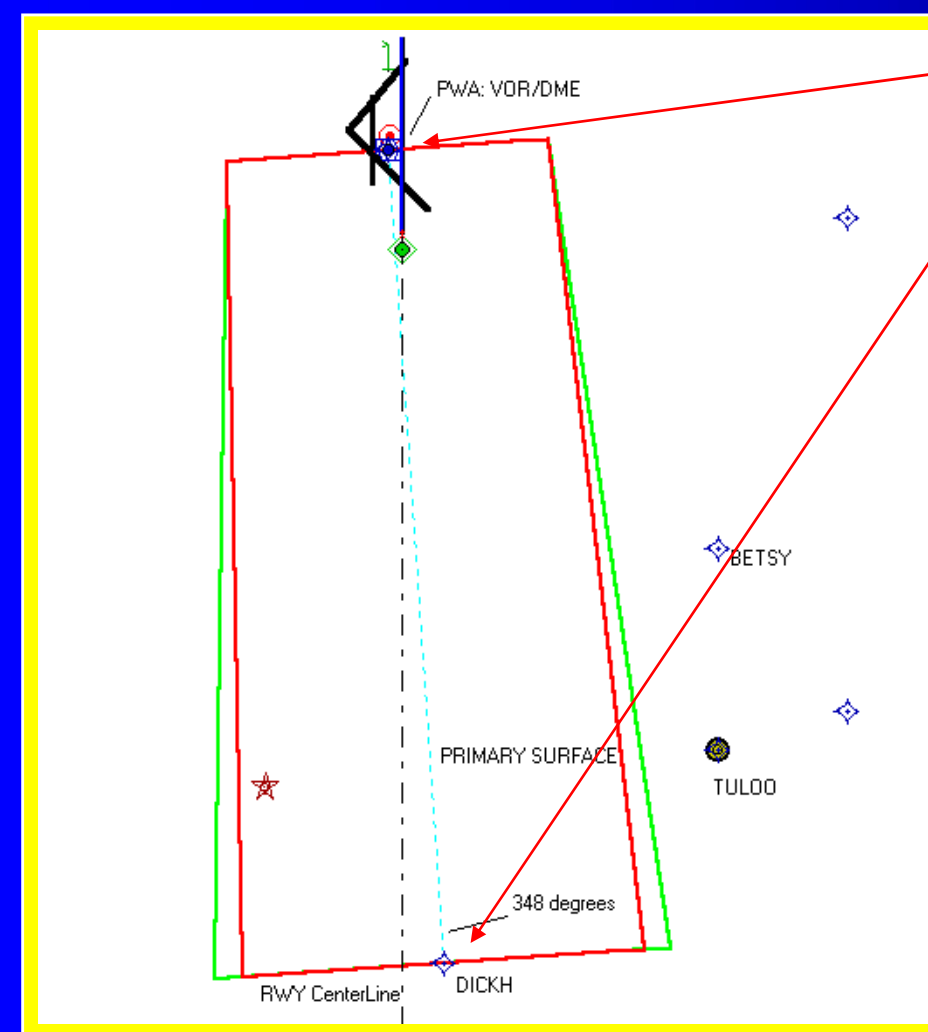 PWA: VOR/DME
BETSY
PRIMARY SURFACE
TULOO
348 degrees
DICKH
RWY CenterLine